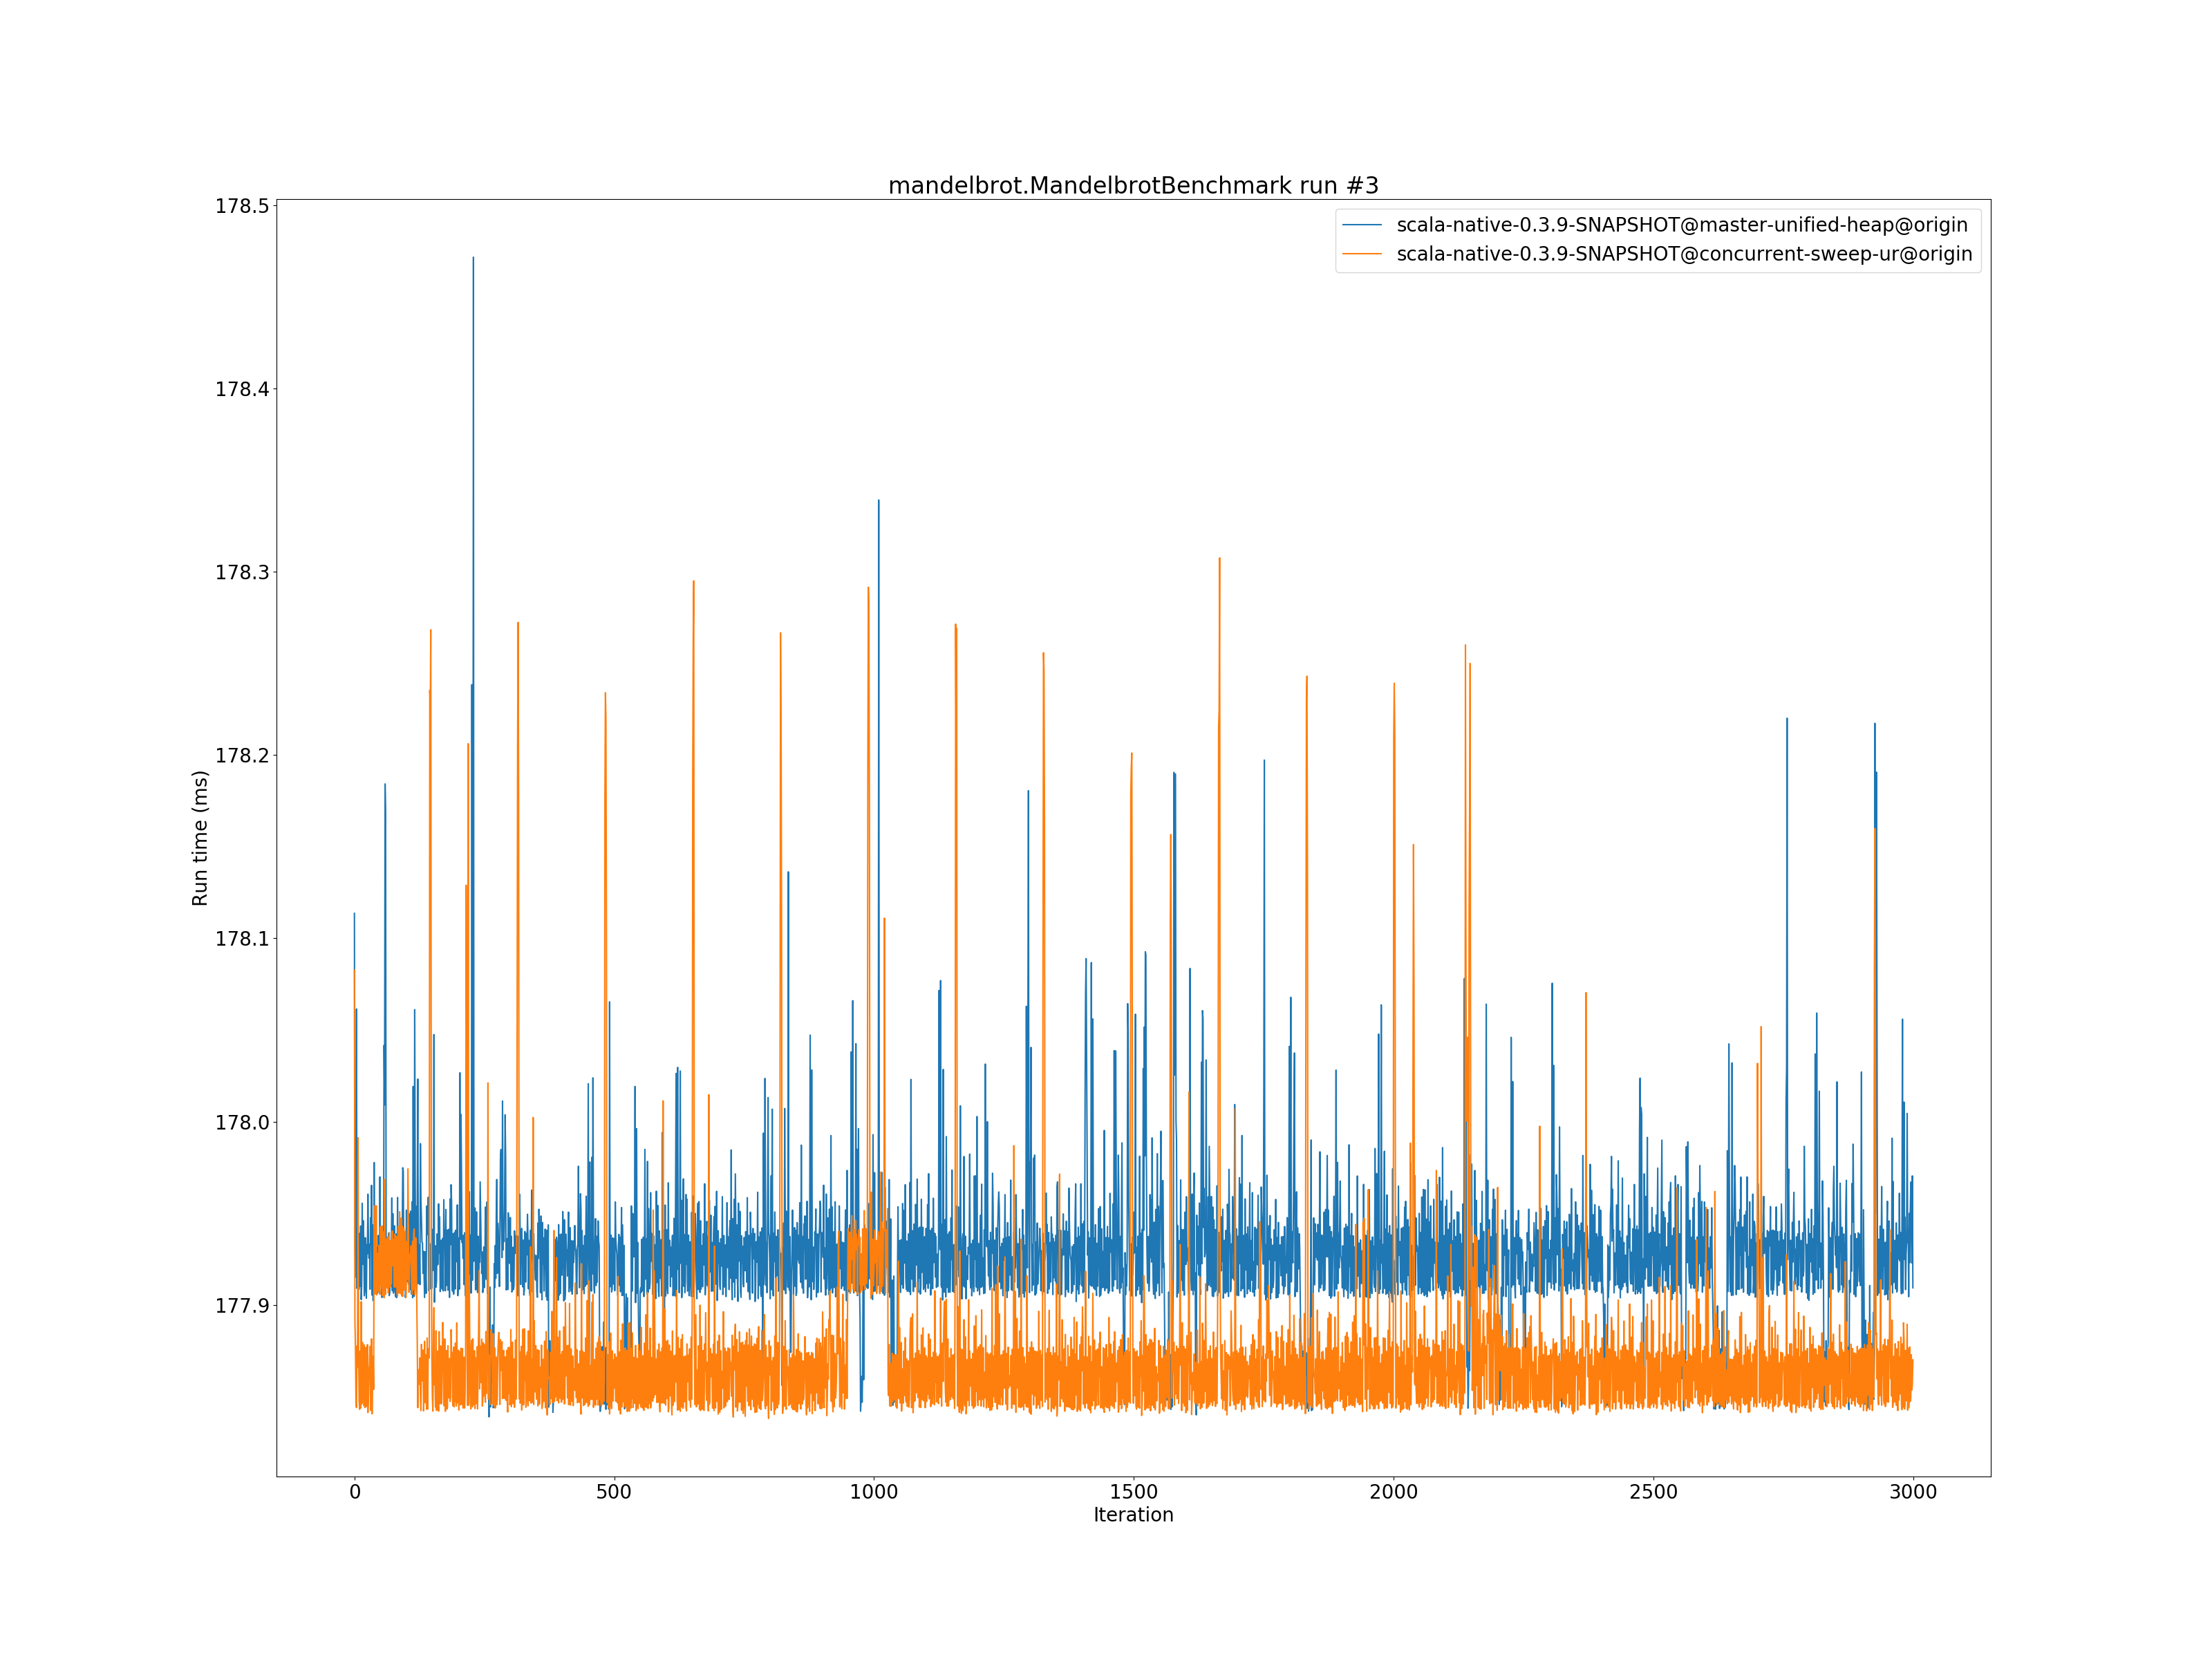 mandelbrot.MandelbrotBenchmark run #3
178.5
178.4
178.3
178.2
178.1
178.0
177.9
Run time (ms)
scala-native-0.3.9-SNAPSHOT@master-unified-heap@origin
scala-native-0.3.9-SNAPSHOT@concurrent-sweep-ur@origin
0 500 1000 1500 2000 2500 3000
Iteration